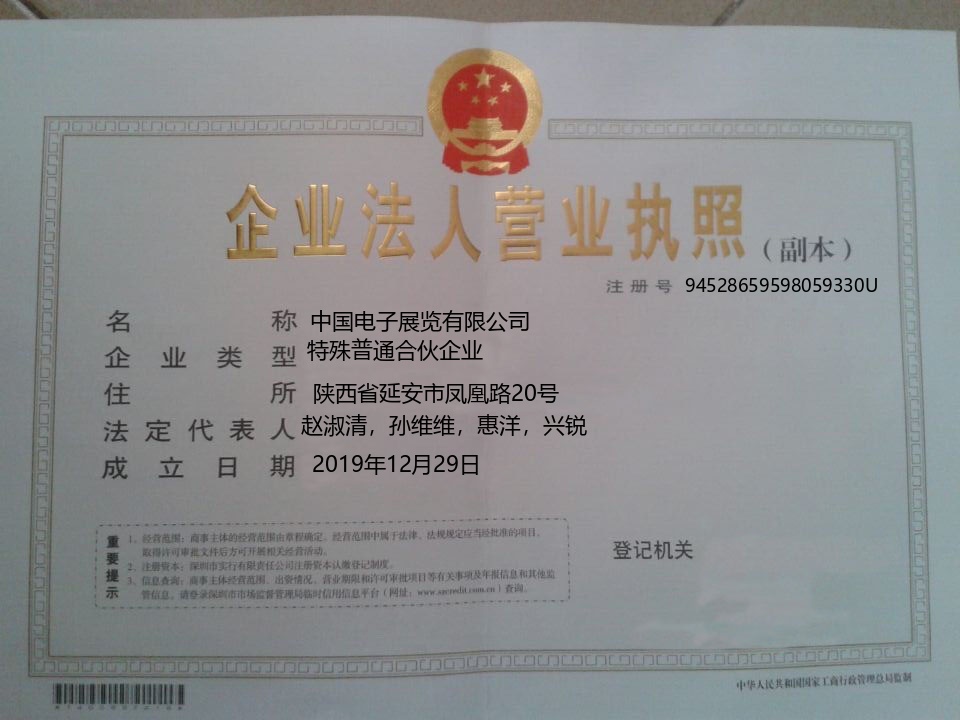 企业法人营业执照
（副本）
注册号 94528659598059330U
名称 中国电子展览有限公司
企业类型 特殊普通合伙企业
住所 陕西省延安市凤凰路20号
法定代表人 赵淑清，孙维维，惠洋，兴锐
成立日期 2019年12月29日
重要提示
1、经营范围：商事主体的经营范围由章程确定。经营范围中属于法律、法规规定应当经批准的项目，
取得许可审批文件后方可开展相关经营活动。
2、注册资本：深圳市实行有限责任公司注册资本认缴登记制度。
3、信息查询：商事主体经营范围、出资情况、营业期限和许可审批项目等有关事项及年报信息和其他监
管信息，请登录深圳市市场监督管理局临时信用信息平台（网址：www.szcredit.com.cn）查询。
登记机关
中华人民共和国国家工商行政管理总局监制